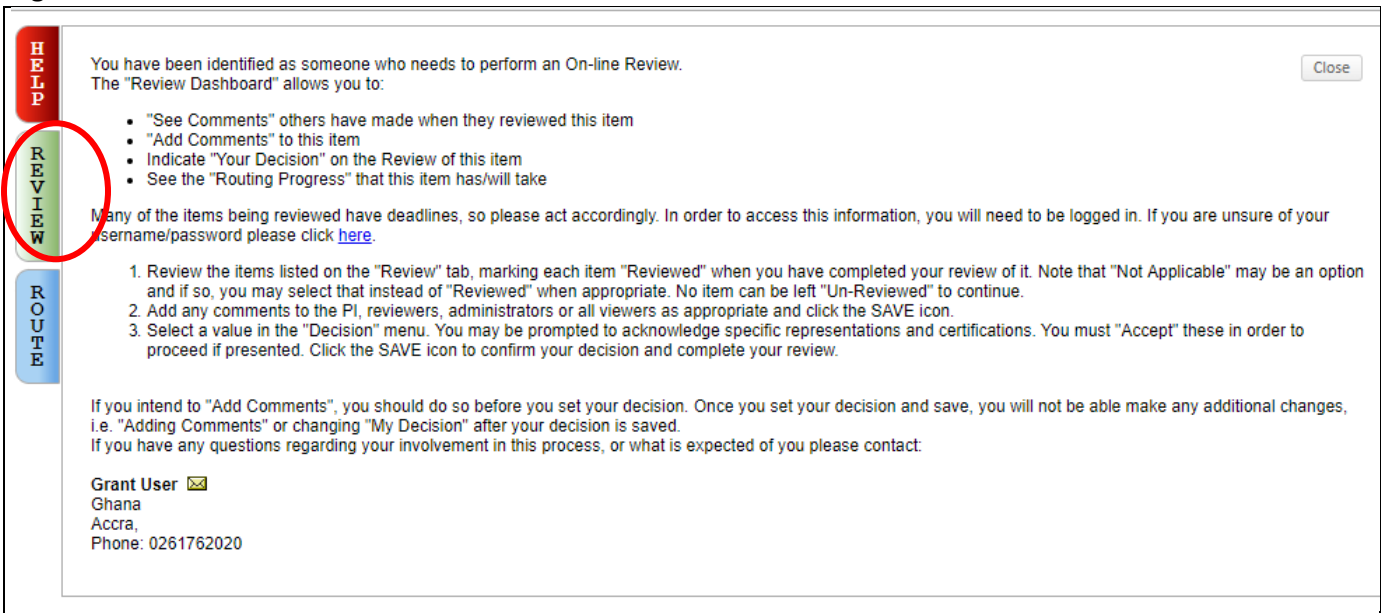 HELP
REVIEW
ROUTE
Close
You have been identified as someone who needs to perform an On-line Review.
The "Review Dashboard" allows you to:
• "See Comments" others have made when they reviewed this item
• "Add Comments" to this item
• Indicate "Your Decision" on the Review of this item
• See the "Routing Progress" that this item has/will take
Many of the items being reviewed have deadlines, so please act accordingly. In order to access this information, you will need to be logged in. If you are unsure of your
username/password please click here.
1. Review the items listed on the "Review" tab, marking each item "Reviewed" when you have completed your review of it. Note that "Not Applicable" may be an option
and if so, you may select that instead of "Reviewed" when appropriate. No item can be left "Un-Reviewed" to continue.
2. Add any comments to the PI, reviewers, administrators or all viewers as appropriate and click the SAVE icon.
3. Select a value in the "Decision" menu. You may be prompted to acknowledge specific representations and certifications. You must "Accept" these in order to
proceed if presented. Click the SAVE icon to confirm your decision and complete your review.
If you intend to "Add Comments", you should do so before you set your decision. Once you set your decision and save, you will not be able make any additional changes,
i.e. "Adding Comments" or changing "My Decision" after your decision is saved.
If you have any questions regarding your involvement in this process, or what is expected of you please contact:
Grant User
Ghana
Accra,
Phone: 0261762020